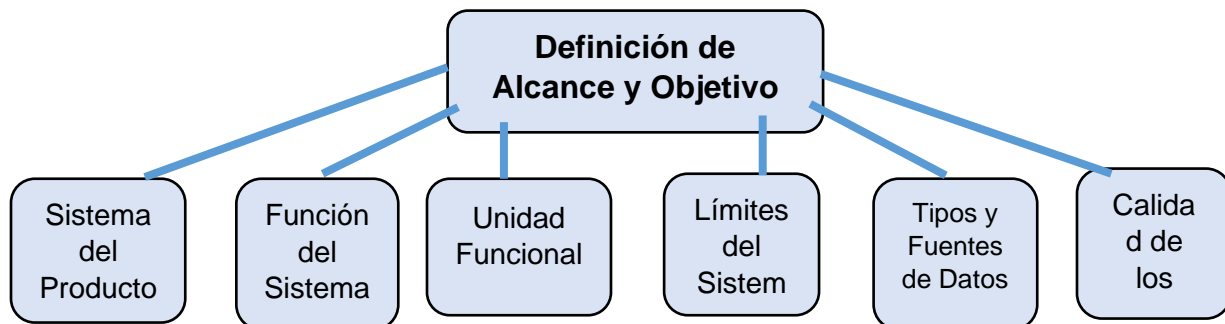 Definición de
Alcance y Objetivo
Sistema
del
Producto
Función
del
Sistema
Unidad
Funcional
Límites
del
Sistem
Tipos y
Fuentes
de Datos
Calida
d de
los